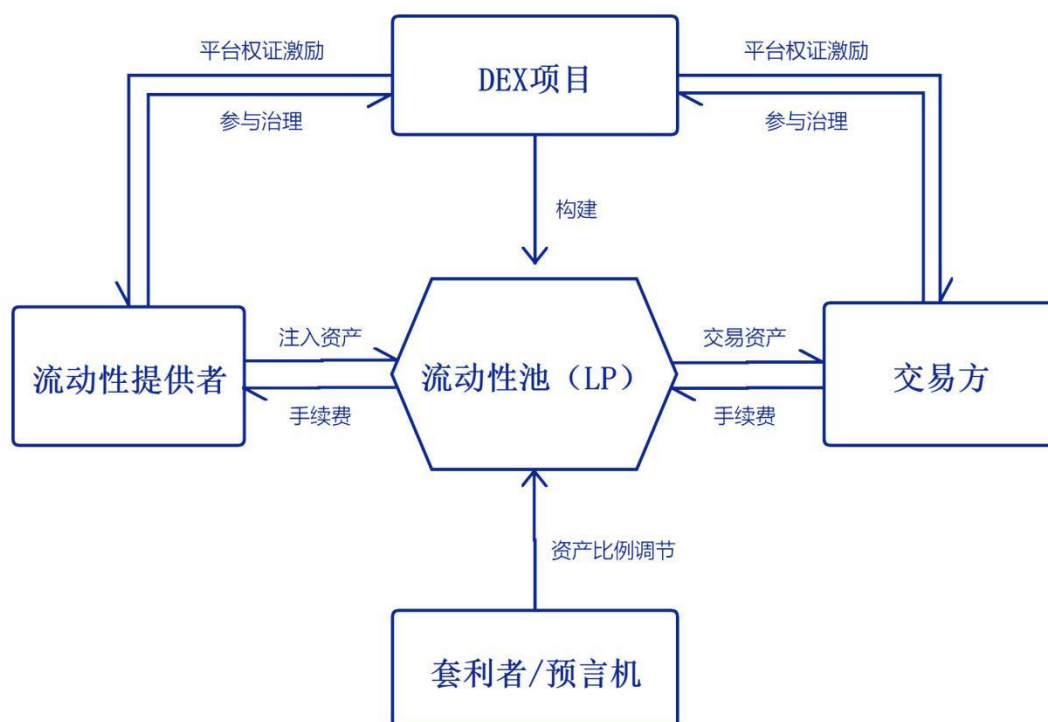 平台权证激励
DEX项目
平台权证激励
参与治理
参与治理
构建
流动性提供者
注入资产
手续费
流动性池（LP）
交易资产
手续费
交易方
资产比例调节
套利者/预言机